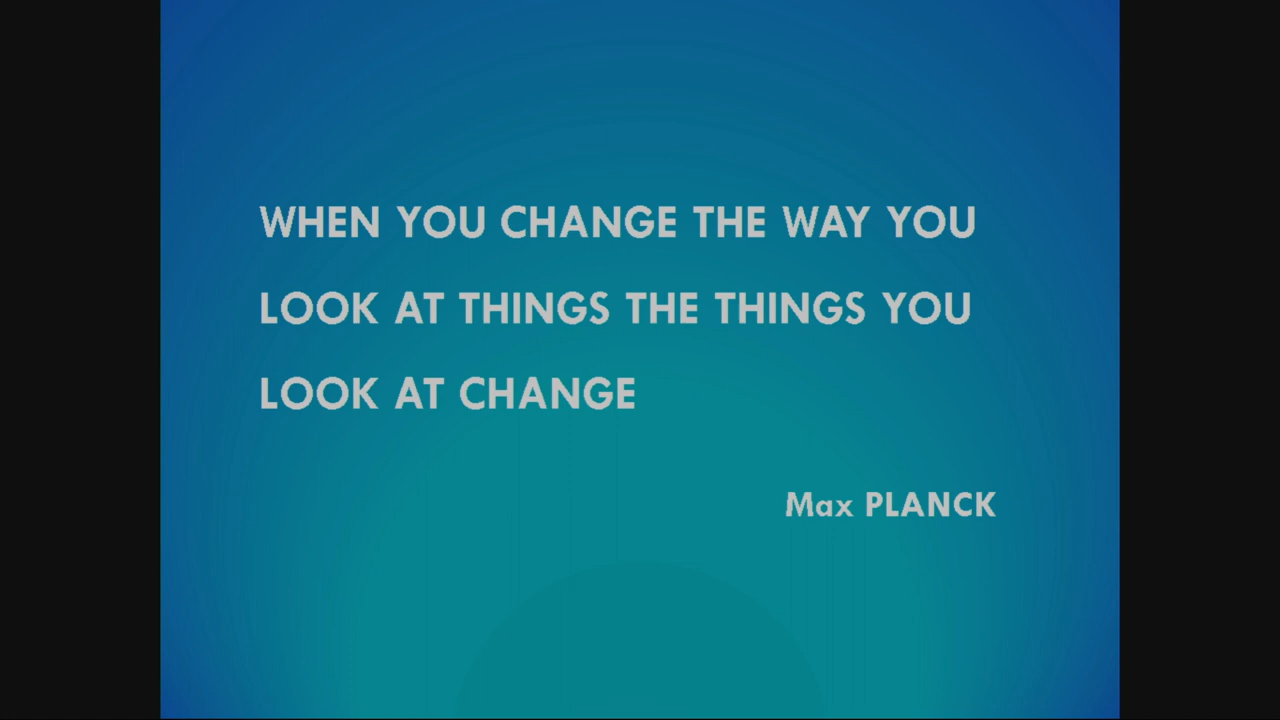 WHEN YOU CHANGE THE WAY YOU
LOOK AT THINGS THE THINGS YOU
LOOK AT CHANGE
Max PLANCK